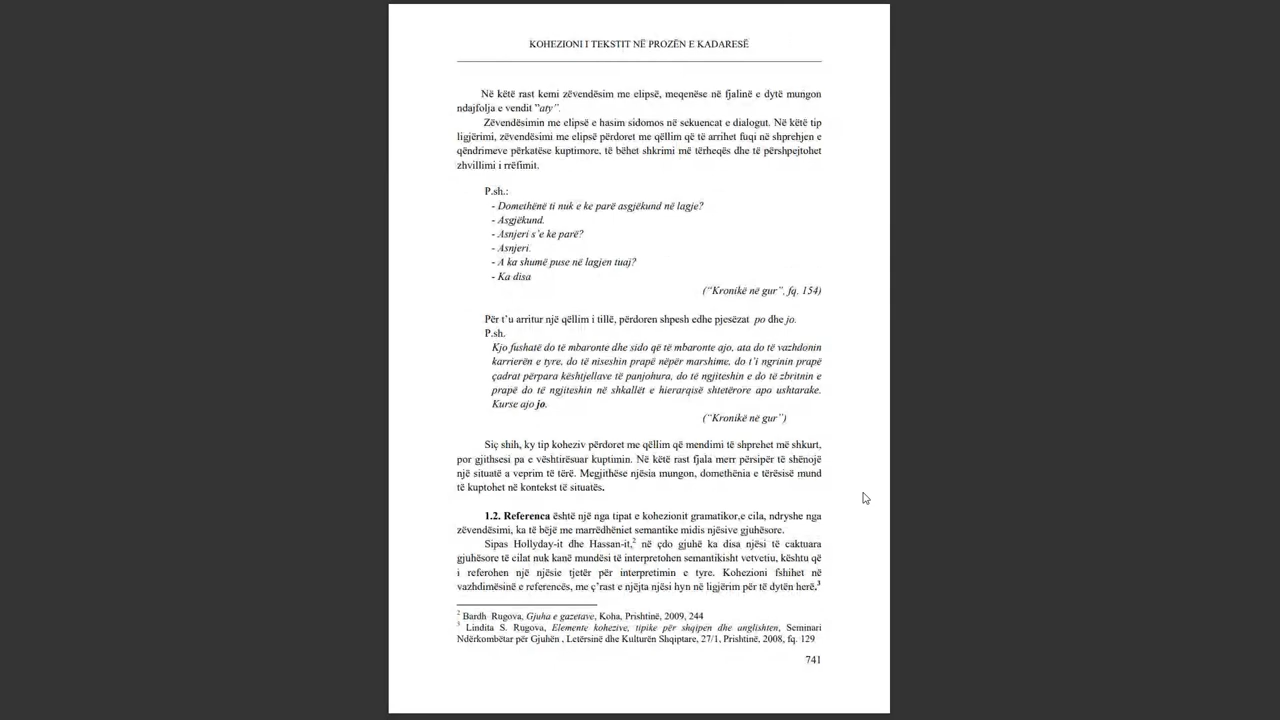 KOHEZIONI I TEKSTIT NË PROZËN E KADARESË
Në këtë rast kemi zëvendësim me elipsë, meqenëse në fjalinë e dytë mungon
ndajfolja e vendit "aty".
Zëvendësimin me elipsë e hasim sidomos në sekuencat e dialogut. Në këtë tip
ligjërimi, zëvendësimi me elipsë përdoret me qëllim që të arrihet fuqi në shprehjen e
qëndrimeve përkatëse kuptimore, të bëhet shkrimi më tërheqës dhe të përshpejtohet
zhvillimi i rrëfimit.
P.sh.:
- Domethënë ti nuk e ke parë asgjëkund në lagje?
- Asgjëkund.
- Asnjeri s'e ke parë?
- Asnjeri.
- A ka shumë puse në lagjen tuaj?
- Ka disa
("Kronikë në gur", fq. 154)
Për t'u arritur një qëllim i tillë, përdoren shpesh edhe pjesëzat po dhe jo.
P.sh.
Kjo fushatë do të mbaronte dhe sido që të mbaronte ajo, ata do të vazhdonin
karrierën e tyre, do të niseshin prapë nëpër marshime, do t'i ngrinin prapë
çadrat përpara kështjellave të panjohura, do të ngjiteshin e do të zbritnin e
prapë do të ngjiteshin në shkallët e hierarqisë shtetërore apo ushtarake.
Kurse ajo jo.
("Kronikë në gur")
Siç shih, ky tip koheziv përdoret me qëllim që mendimi të shprehet më shkurt,
por gjithsesi pa e vështirësuar kuptimin. Në këtë rast fjala merr përsipër të shënojë
një situatë a veprim të tërë. Megjithëse njësia mungon, domethënia e tërësisë mund
të kuptohet në kontekst të situatës.
1.2. Referenca është një nga tipat e kohezionit gramatikor,e cila, ndryshe nga
zëvendësimi, ka të bëjë me marrëdhëniet semantike midis njësive gjuhësore.
Sipas Hollyday-it dhe Hassan-it,² në çdo gjuhë ka disa njësi të caktuara
gjuhësore të cilat nuk kanë mundësi të interpretohen semantikisht vetvetiu, kështu që
i referohen një njësie tjetër për interpretimin e tyre. Kohezioni fshihet në
vazhdimësinë e referencës, me ç'rast e njëjta njësi hyn në ligjërim për të dytën herë.³
² Bardh Rugova, Gjuha e gazetave, Koha, Prishtinë, 2009, 244
³ Lindita S. Rugova, Elemente kohezive, tipike për shqipen dhe anglishten, Seminari
Ndërkombëtar për Gjuhën , Letërsinë dhe Kulturën Shqiptare, 27/1, Prishtinë, 2008, fq. 129
741